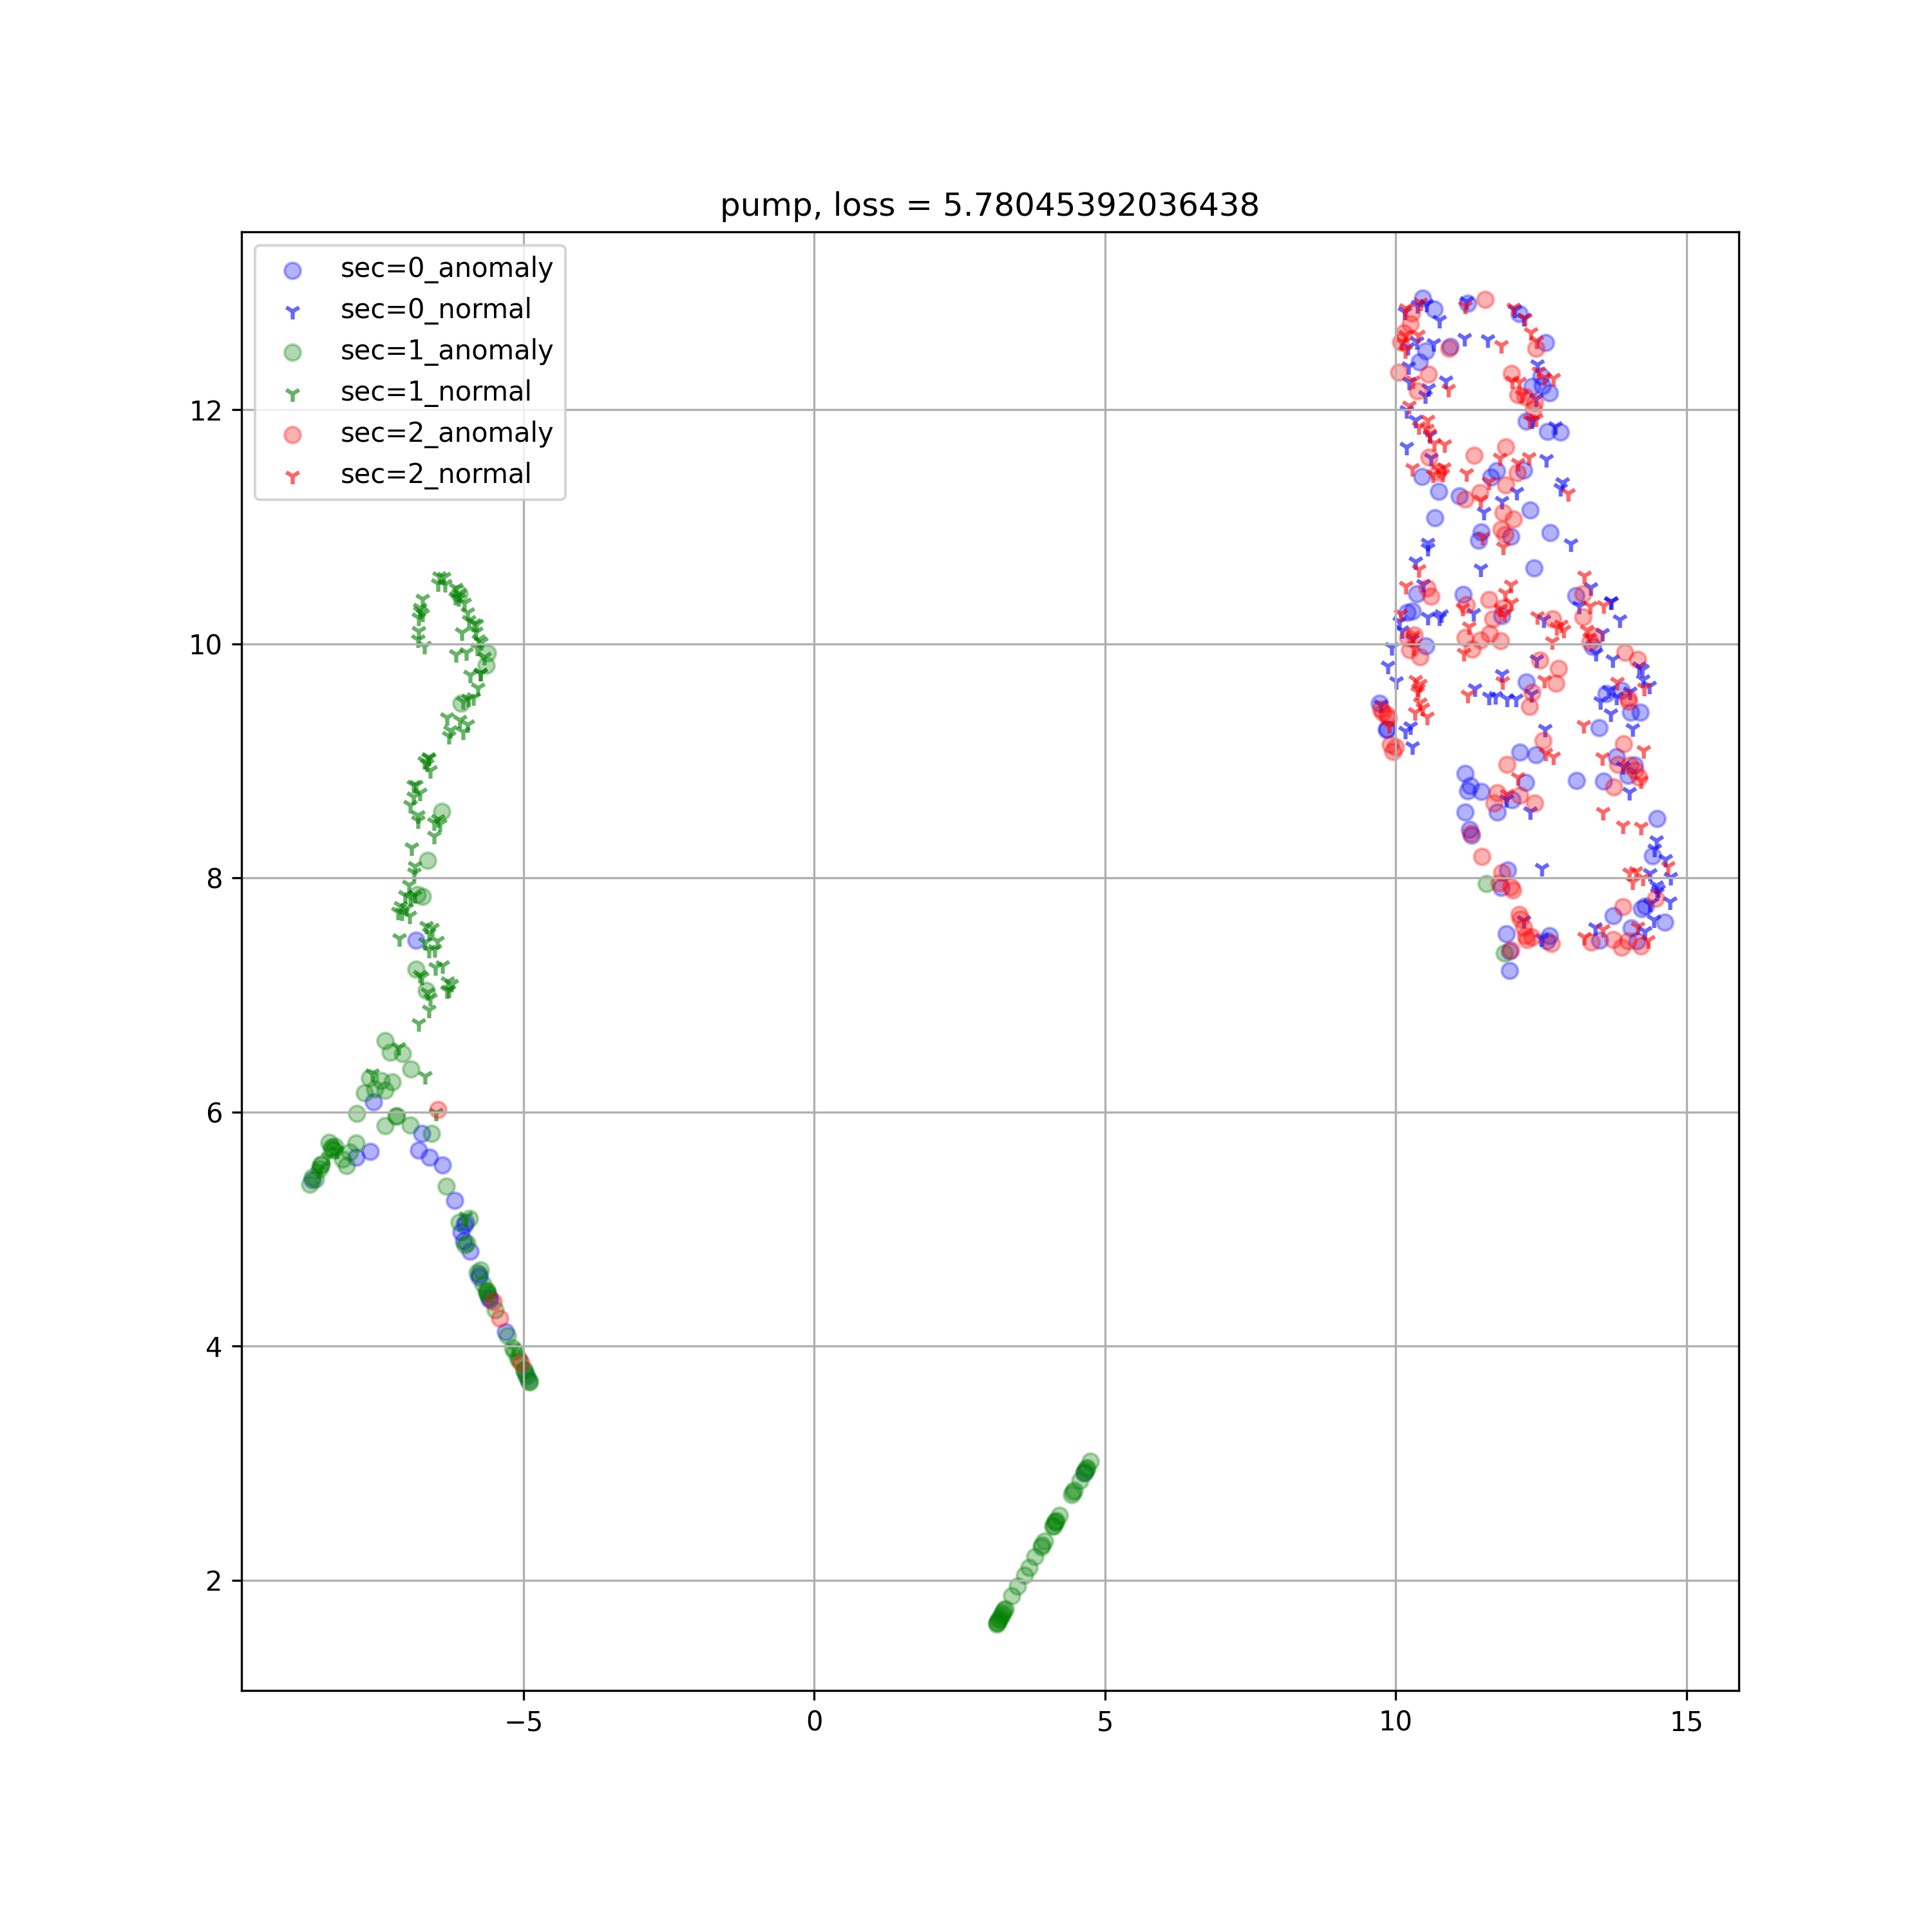 pump, loss = 5.78045392036438
sec=0_anomaly
sec=0_normal
sec=1_anomaly
sec=1_normal
sec=2_anomaly
sec=2_normal
12
10
8
6
4
2
−5 0 5 10 15